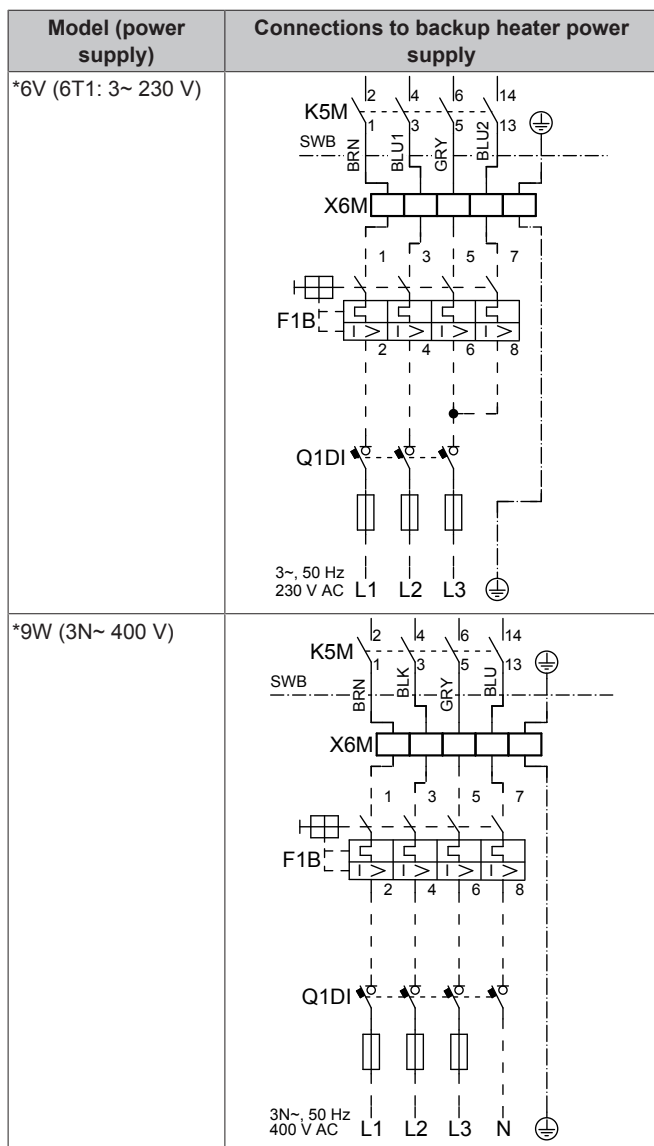 Model (power supply)
Connections to backup heater power supply
*6V (6T1: 3~ 230 V)
2 4 6 14
K5M
1 3 5 13
SWB
BRN BLU1 GRY BLU2
X6M
1 3 5 7
F1B
I > I > I > I >
2 4 6 8
Q1DI
3~, 50 Hz
230 V AC L1 L2 L3
*9W (3N~ 400 V)
2 4 6 14
K5M
1 3 5 13
SWB
BRN BLK GRY BLU
X6M
1 3 5 7
F1B
I > I > I > I >
2 4 6 8
Q1DI
3N~, 50 Hz
400 V AC L1 L2 L3 N